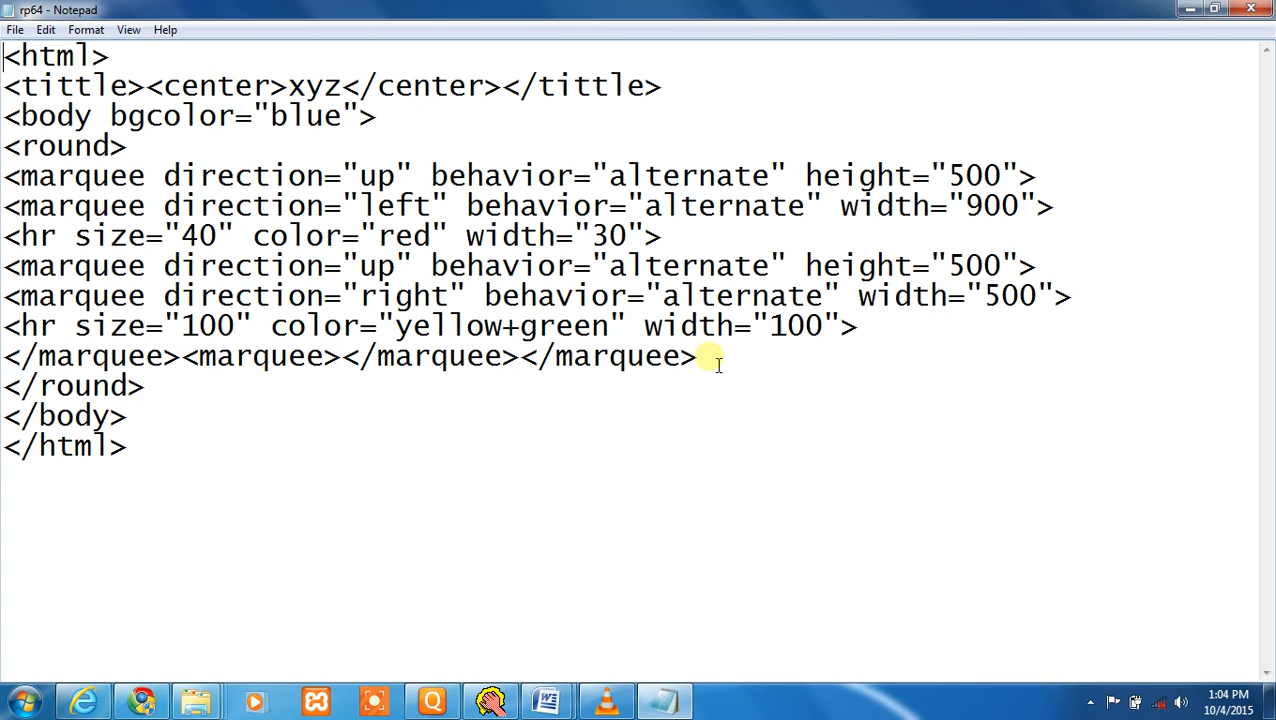 rp64 - Notepad
File Edit Format View Help
<html>
<tittle><center>xyz</center></tittle>
<body bgcolor="blue">
<round>
<marquee direction="up" behavior="alternate" height="500">
<marquee direction="left" behavior="alternate" width="900">
<hr size="40" color="red" width="30">
<marquee direction="up" behavior="alternate" height="500">
<marquee direction="right" behavior="alternate" width="500">
<hr size="100" color="yellow+green" width="100">
</marquee><marquee></marquee></marquee>
</round>
</body>
</html>
1:04 PM
10/4/2015